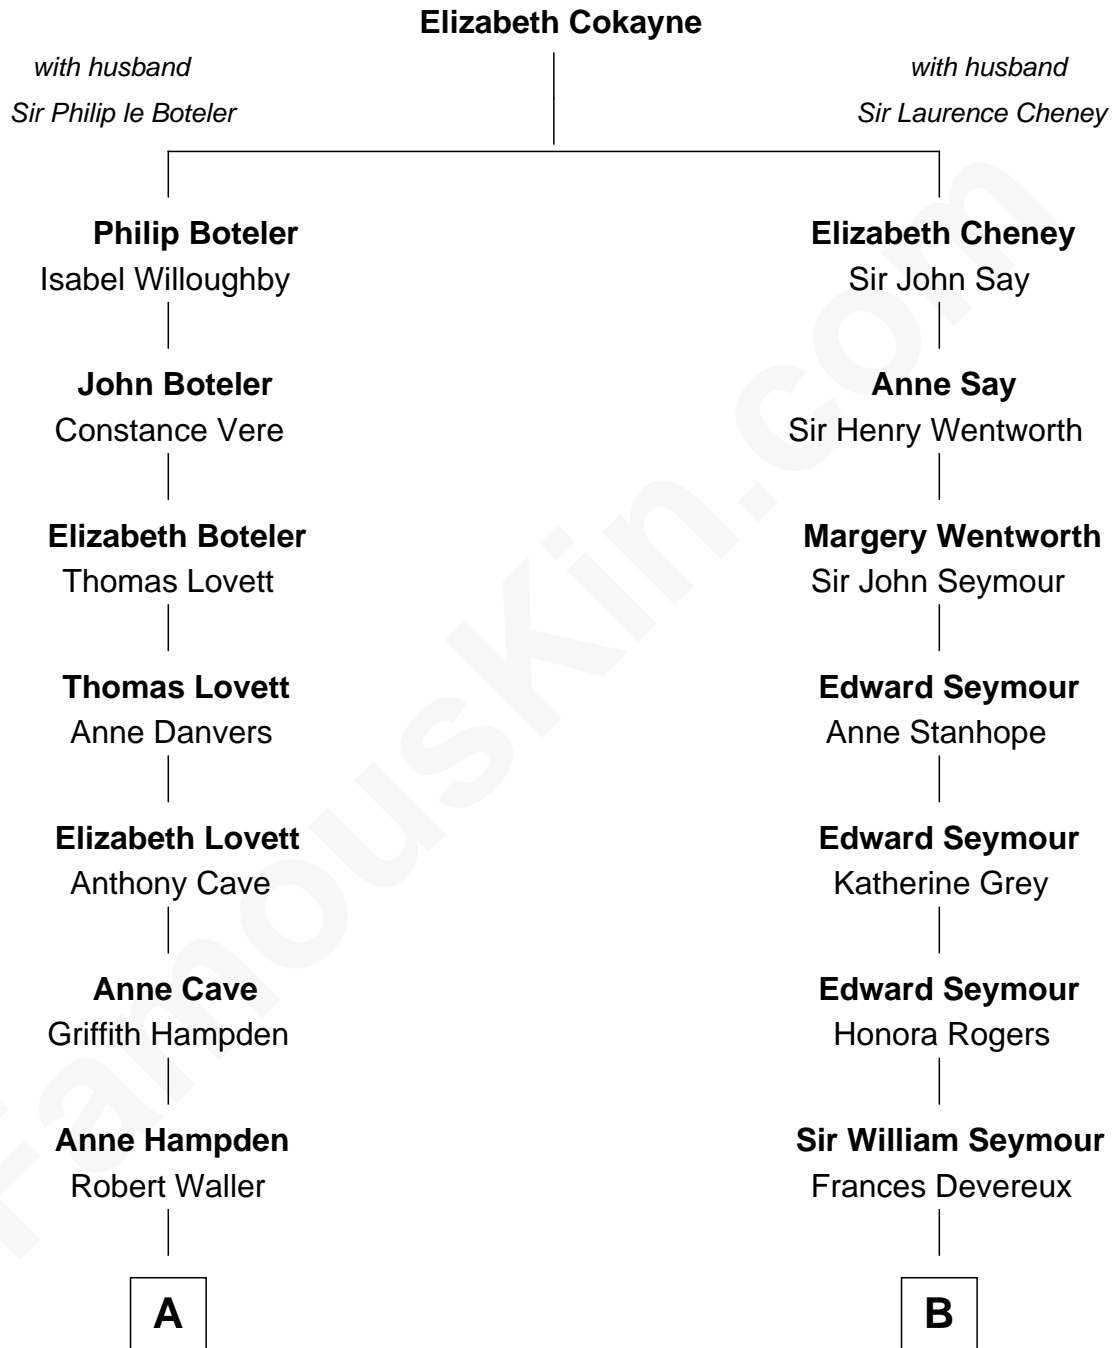 Elizabeth Cokayne
with husband
Sir Philip le Boteler
with husband
Sir Laurence Cheney
Philip Boteler
Isabel Willoughby
Elizabeth Cheney
Sir John Say
John Boteler
Constance Vere
Anne Say
Sir Henry Wentworth
Elizabeth Boteler
Thomas Lovett
Margery Wentworth
Sir John Seymour
Thomas Lovett
Anne Danvers
Edward Seymour
Anne Stanhope
Elizabeth Lovett
Anthony Cave
Edward Seymour
Katherine Grey
Anne Cave
Griffith Hampden
Edward Seymour
Honora Rogers
Anne Hampden
Robert Waller
Sir William Seymour
Frances Devereux
A
B
FamousKin.com